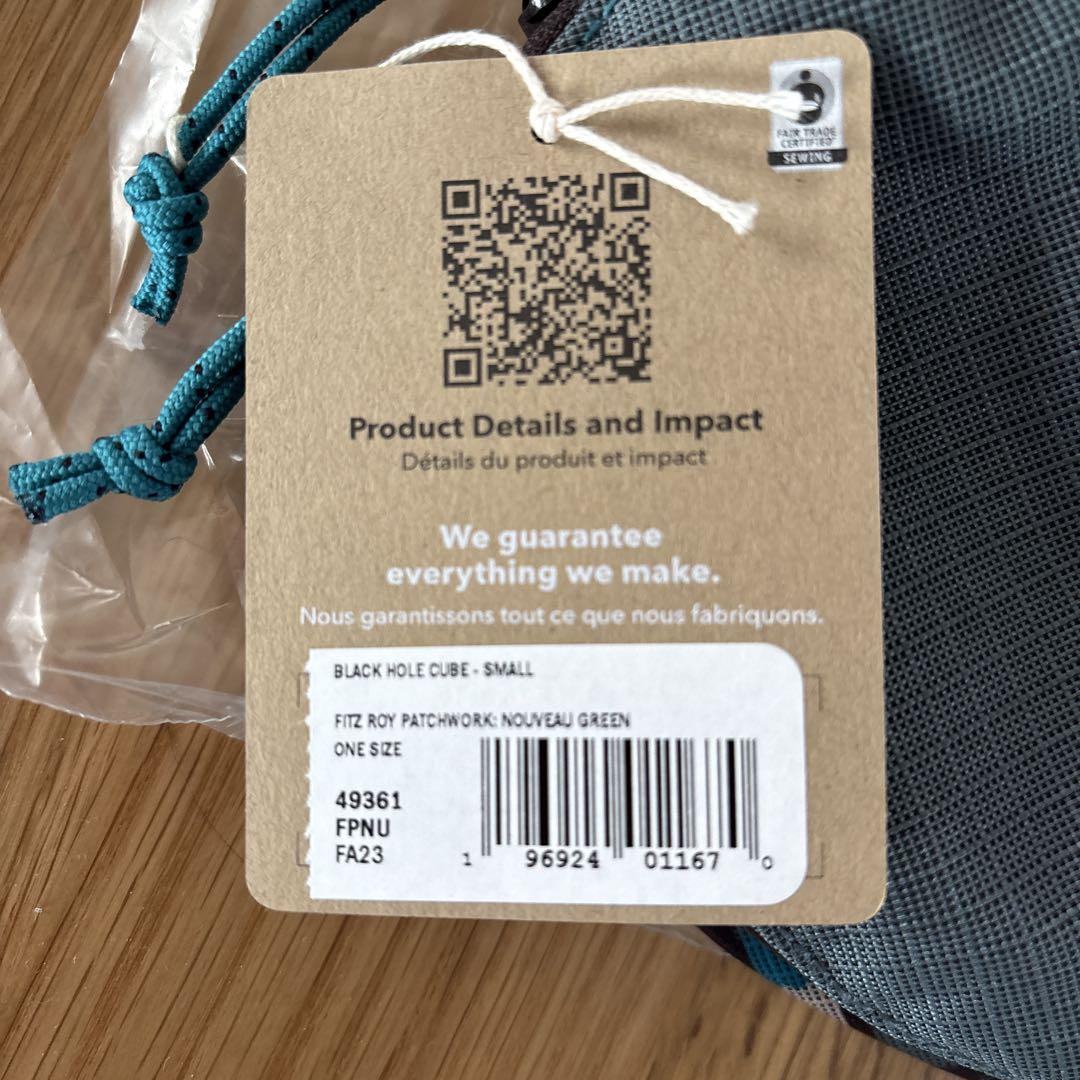 FAIR TRADE
CERTIFIED
SEWING
Product Details and Impact
Détails du produit et impact
We guarantee
everything we make.
Nous garantissons tout ce que nous fabriquons.
BLACK HOLE CUBE - SMALL
FITZ ROY PATCHWORK: NOUVEAU GREEN
ONE SIZE
49361
FPNU
FA23
1 96924 01167 0